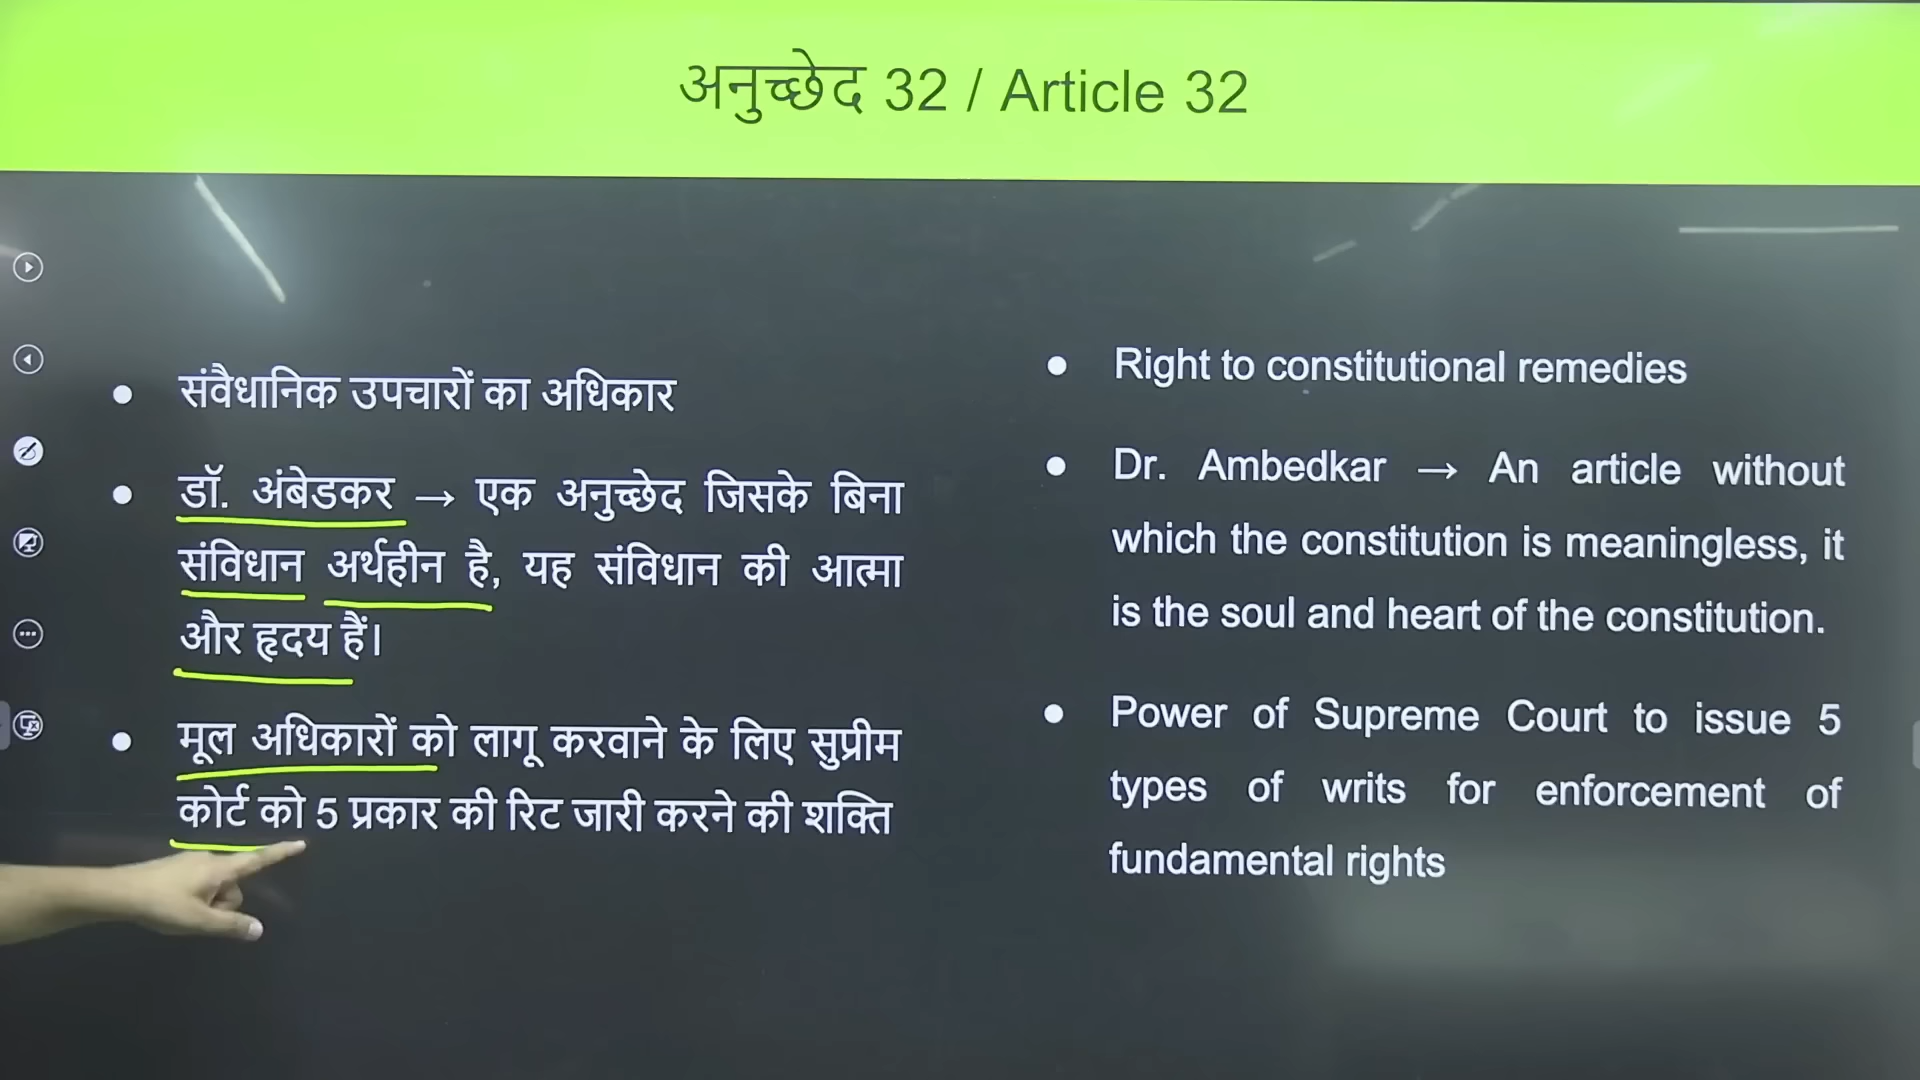 अनुच्छेद 32 / Article 32
● संवैधानिक उपचारों का अधिकार
● डॉ. अंबेडकर → एक अनुच्छेद जिसके बिना
संविधान अर्थहीन है, यह संविधान की आत्मा
और हृदय हैं।
● मूल अधिकारों को लागू करवाने के लिए सुप्रीम
कोर्ट को 5 प्रकार की रिट जारी करने की शक्ति
● Right to constitutional remedies
● Dr. Ambedkar → An article without
which the constitution is meaningless, it
is the soul and heart of the constitution.
● Power of Supreme Court to issue 5
types of writs for enforcement of
fundamental rights